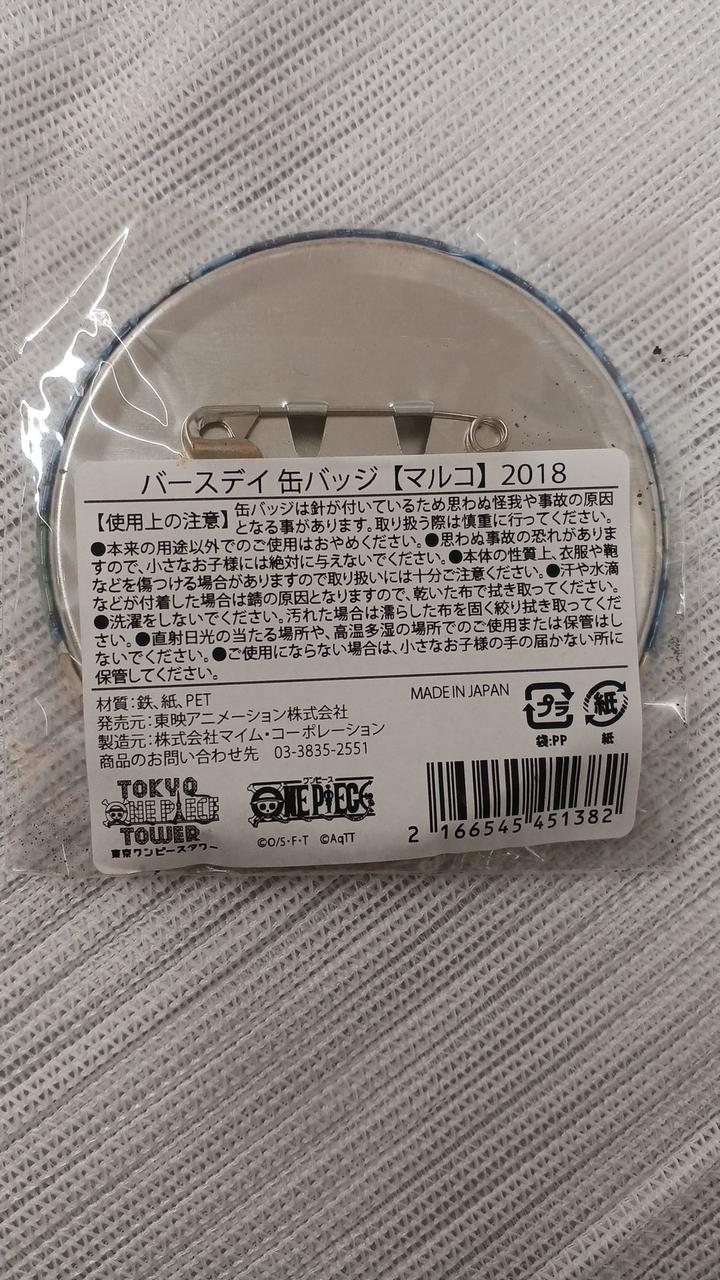 バースデイ 缶バッジ【マルコ】2018
【使用上の注意】缶バッジは針が付いているため思わぬ怪我や事故の原因
となる事があります。取り扱う際は慎重に行ってください。
●本来の用途以外でのご使用はおやめください。●思わぬ事故の恐れがありま
すので、小さなお子様には絶対に与えないでください。●本体の性質上、衣服や鞄
などを傷つける場合がありますので取り扱いには十分ご注意ください。●汗や水滴
などが付着した場合は錆の原因となりますので、乾いた布で拭き取ってください。
●洗濯をしないでください。汚れた場合は濡らした布を固く絞り拭き取ってくだ
さい。●直射日光の当たる場所や、高温多湿の場所でのご使用または保管はし
ないでください。●ご使用にならない場合は、小さなお子様の手の届かない所に
保管してください。
材質:鉄、紙、PET
発売元:東映アニメーション株式会社
製造元:株式会社マイム・コーポレーション
商品のお問い合わせ先 03-3835-2551
MADE IN JAPAN
プラ
袋:PP
紙
紙
TOKYO
ONE PIECE
TOWER
東京ワンピースタワー
ワンピース
ONE PIECE
©O/S・F・T ©AqTT
2 166545 451382